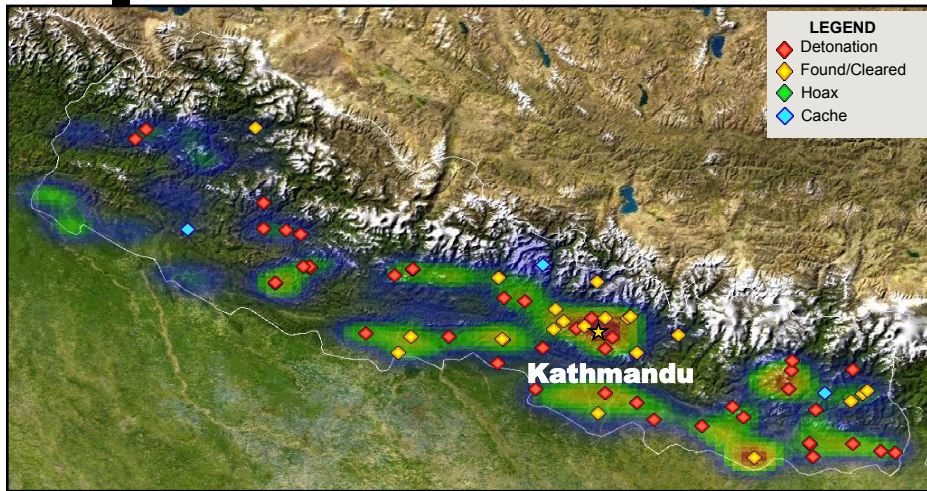 LEGEND
Detonation
Found/Cleared
Hoax
Cache
Kathmandu